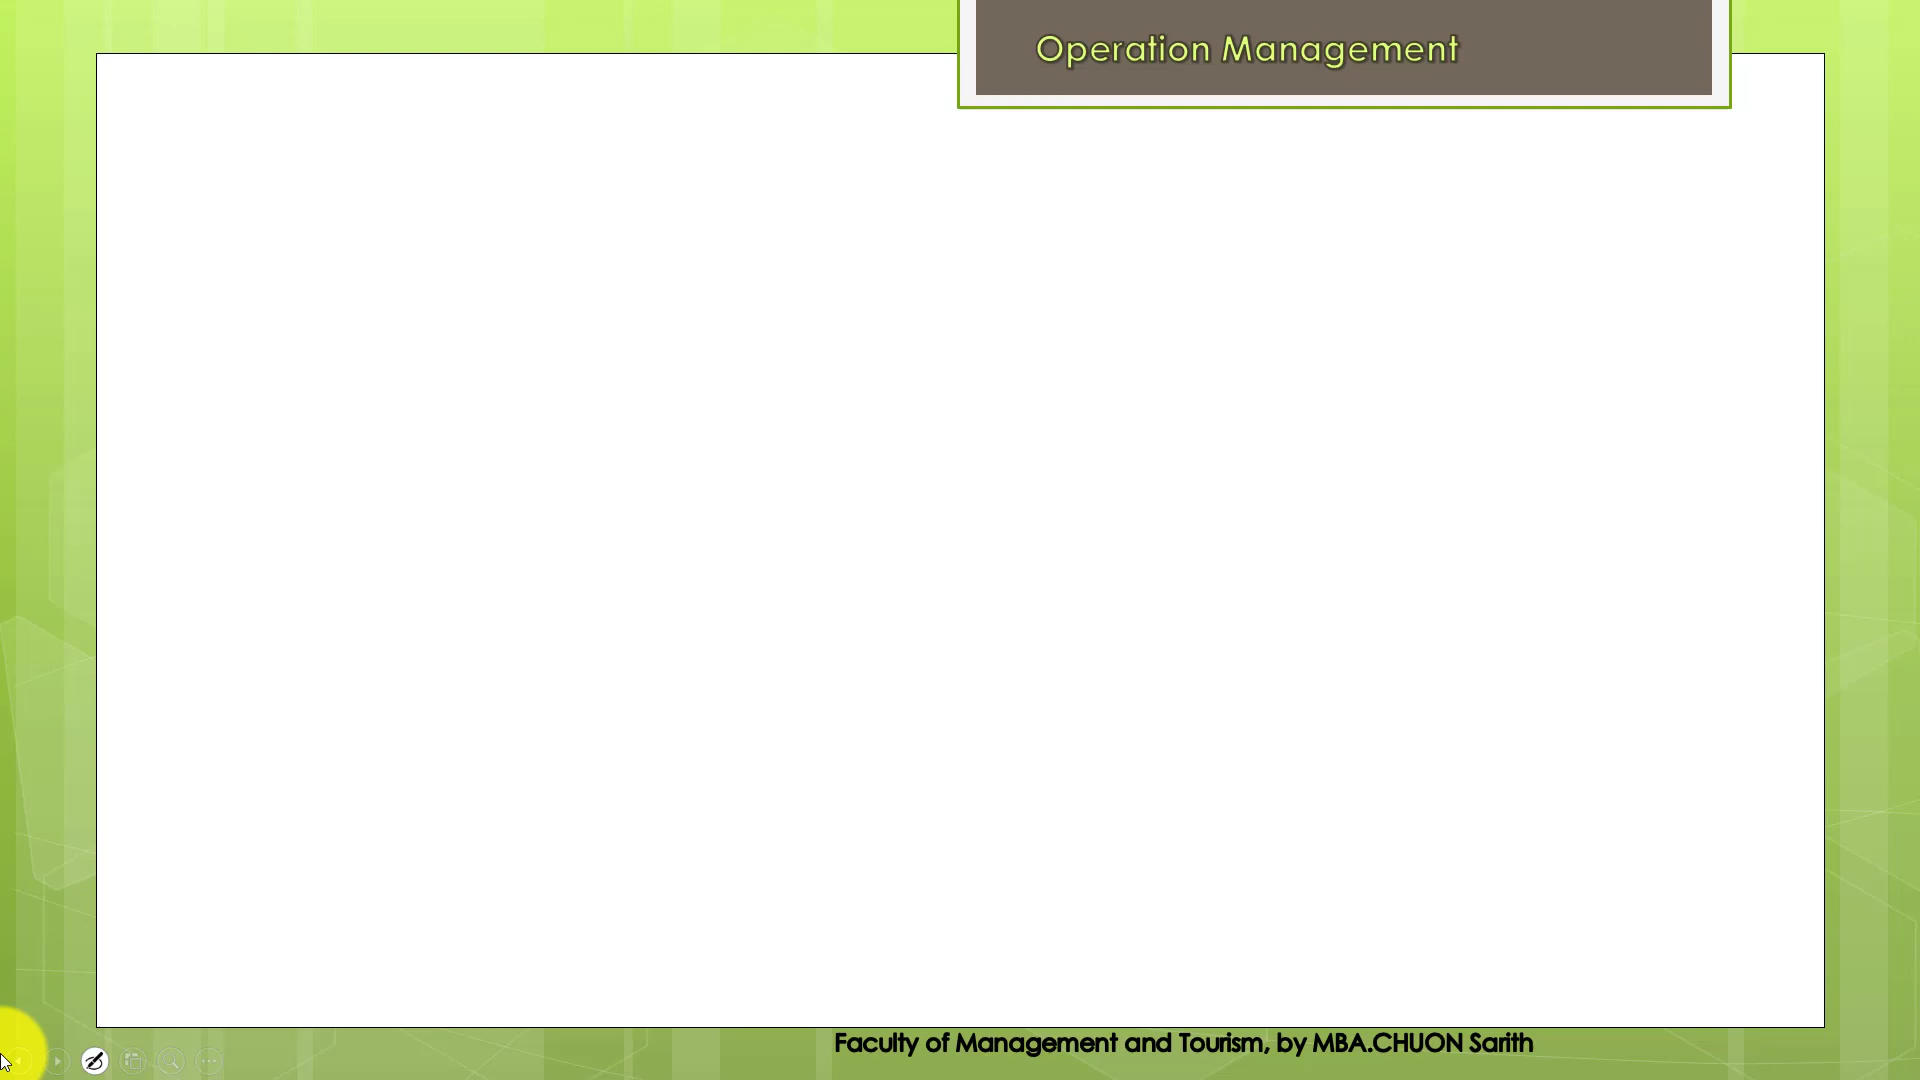 Operation Management
Faculty of Management and Tourism, by MBA.CHUON Sarith